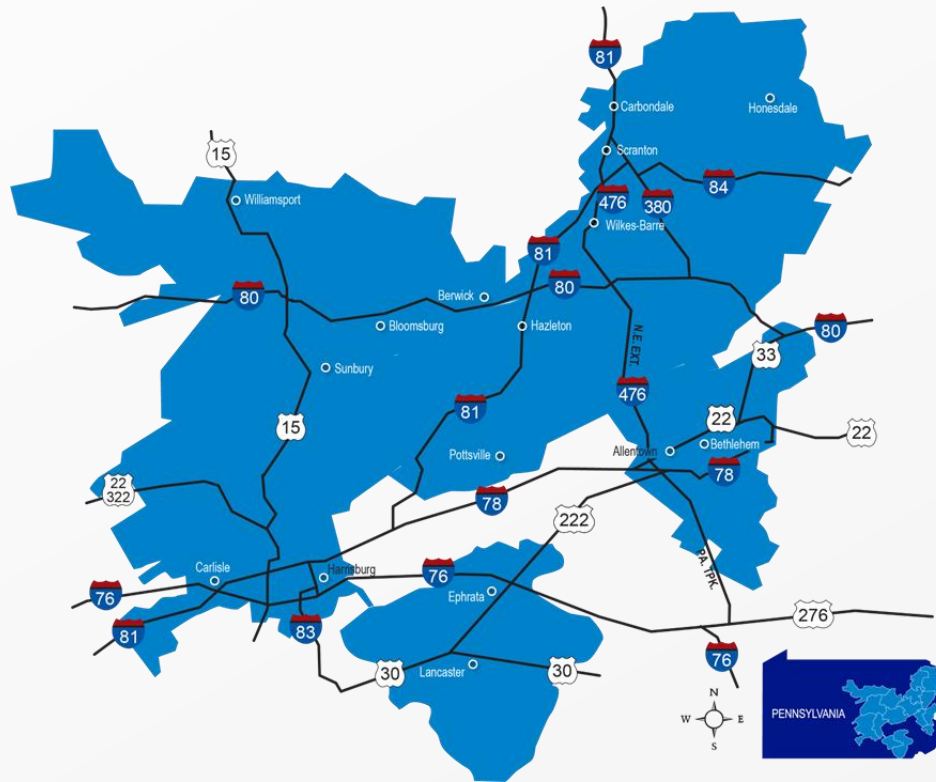 81
Carbondale
Honesdale
15
Scranton
84
Williamsport
476
380
Wilkes-Barre
81
80
Berwick
80
Bloomsburg
Hazleton
80
33
N.E. EXT.
Sunbury
476
81
15
22
22
Bethlehem
Allentown
Pottsville
78
22
322
78
222
Carlisle
Harrisburg
76
PA. TPK.
76
Ephrata
276
81
83
76
Lancaster
30
30
N
W
E
S
PENNSYLVANIA